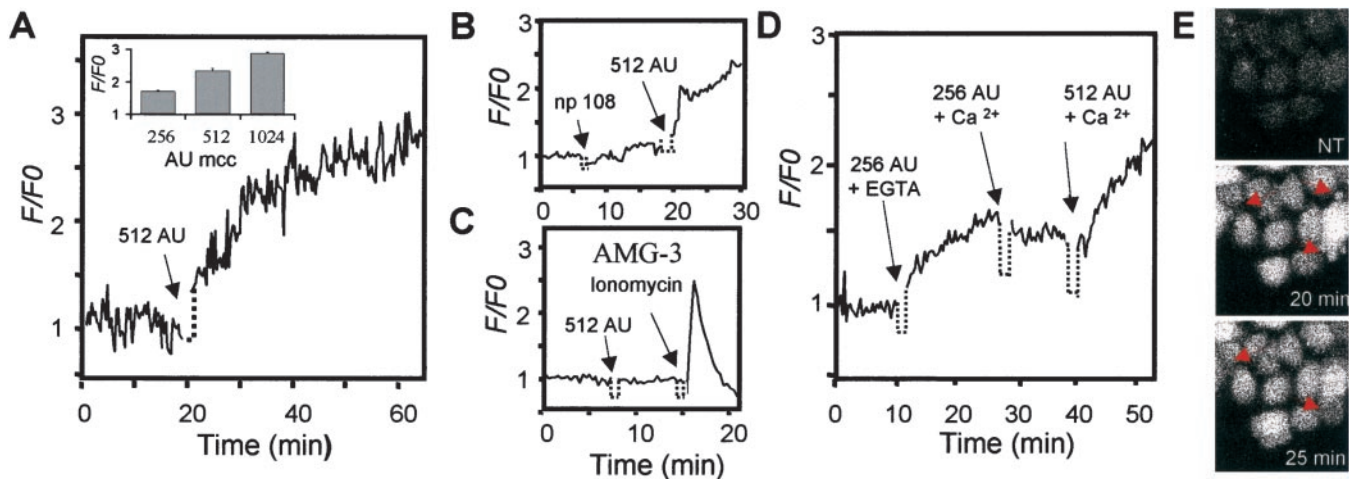 A
F/F0
3
2
1
F/F0
3
2
1
256 512 1024
AU mcc
512 AU
0 20 40 60
Time (min)
B
F/F0
3
2
1
np 108
512 AU
0 10 20 30
C
F/F0
3
2
1
AMG-3
Ionomycin
512 AU
0 10 20
Time (min)
D
F/F0
3
2
1
256 AU
+ EGTA
256 AU
+ Ca 2+
512 AU
+ Ca 2+
0 10 20 30 40 50
Time (min)
E
NT
20 min
25 min